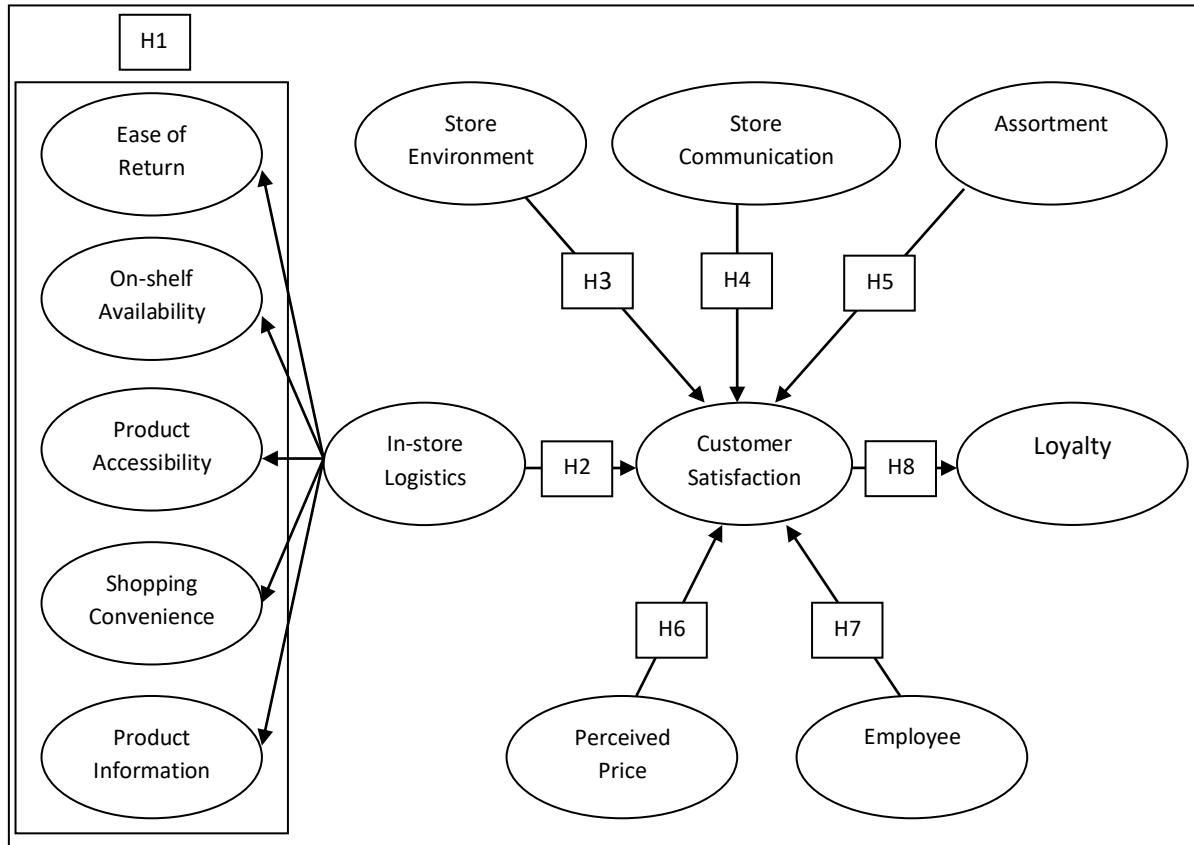 H1
Ease of
Return
On-shelf
Availability
Product
Accessibility
Shopping
Convenience
Product
Information
In-store
Logistics
H2
Store
Environment
Store
Communication
Assortment
H3
H4
H5
Customer
Satisfaction
H8
Loyalty
H6
H7
Perceived
Price
Employee